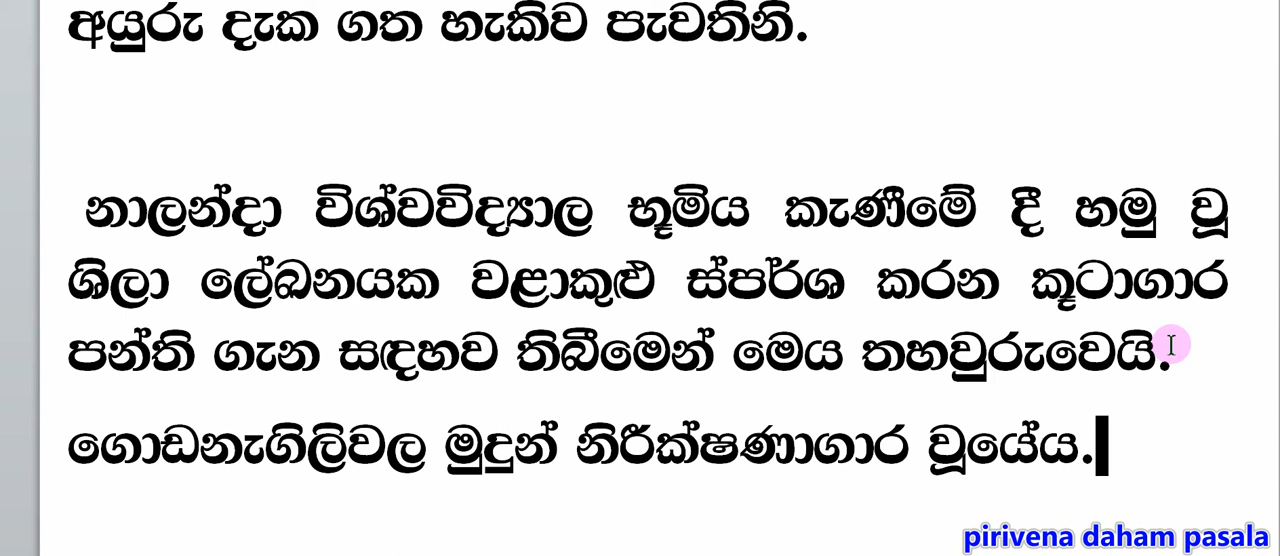 අයුරු දැක ගත හැකිව පැවතිනි.
නාලන්දා විශ්වවිද්‍යාල භූමිය කැණීමේ දී හමු වූ
ශිලා ලේඛනයක වළාකුළු ස්පර්ශ කරන කූටාගාර
පන්ති ගැන සඳහව තිබීමෙන් මෙය තහවුරුවෙයි.
ගොඩනැගිලිවල මුදුන් නිරීක්ෂණාගාර වූයේය.
pirivena daham pasala